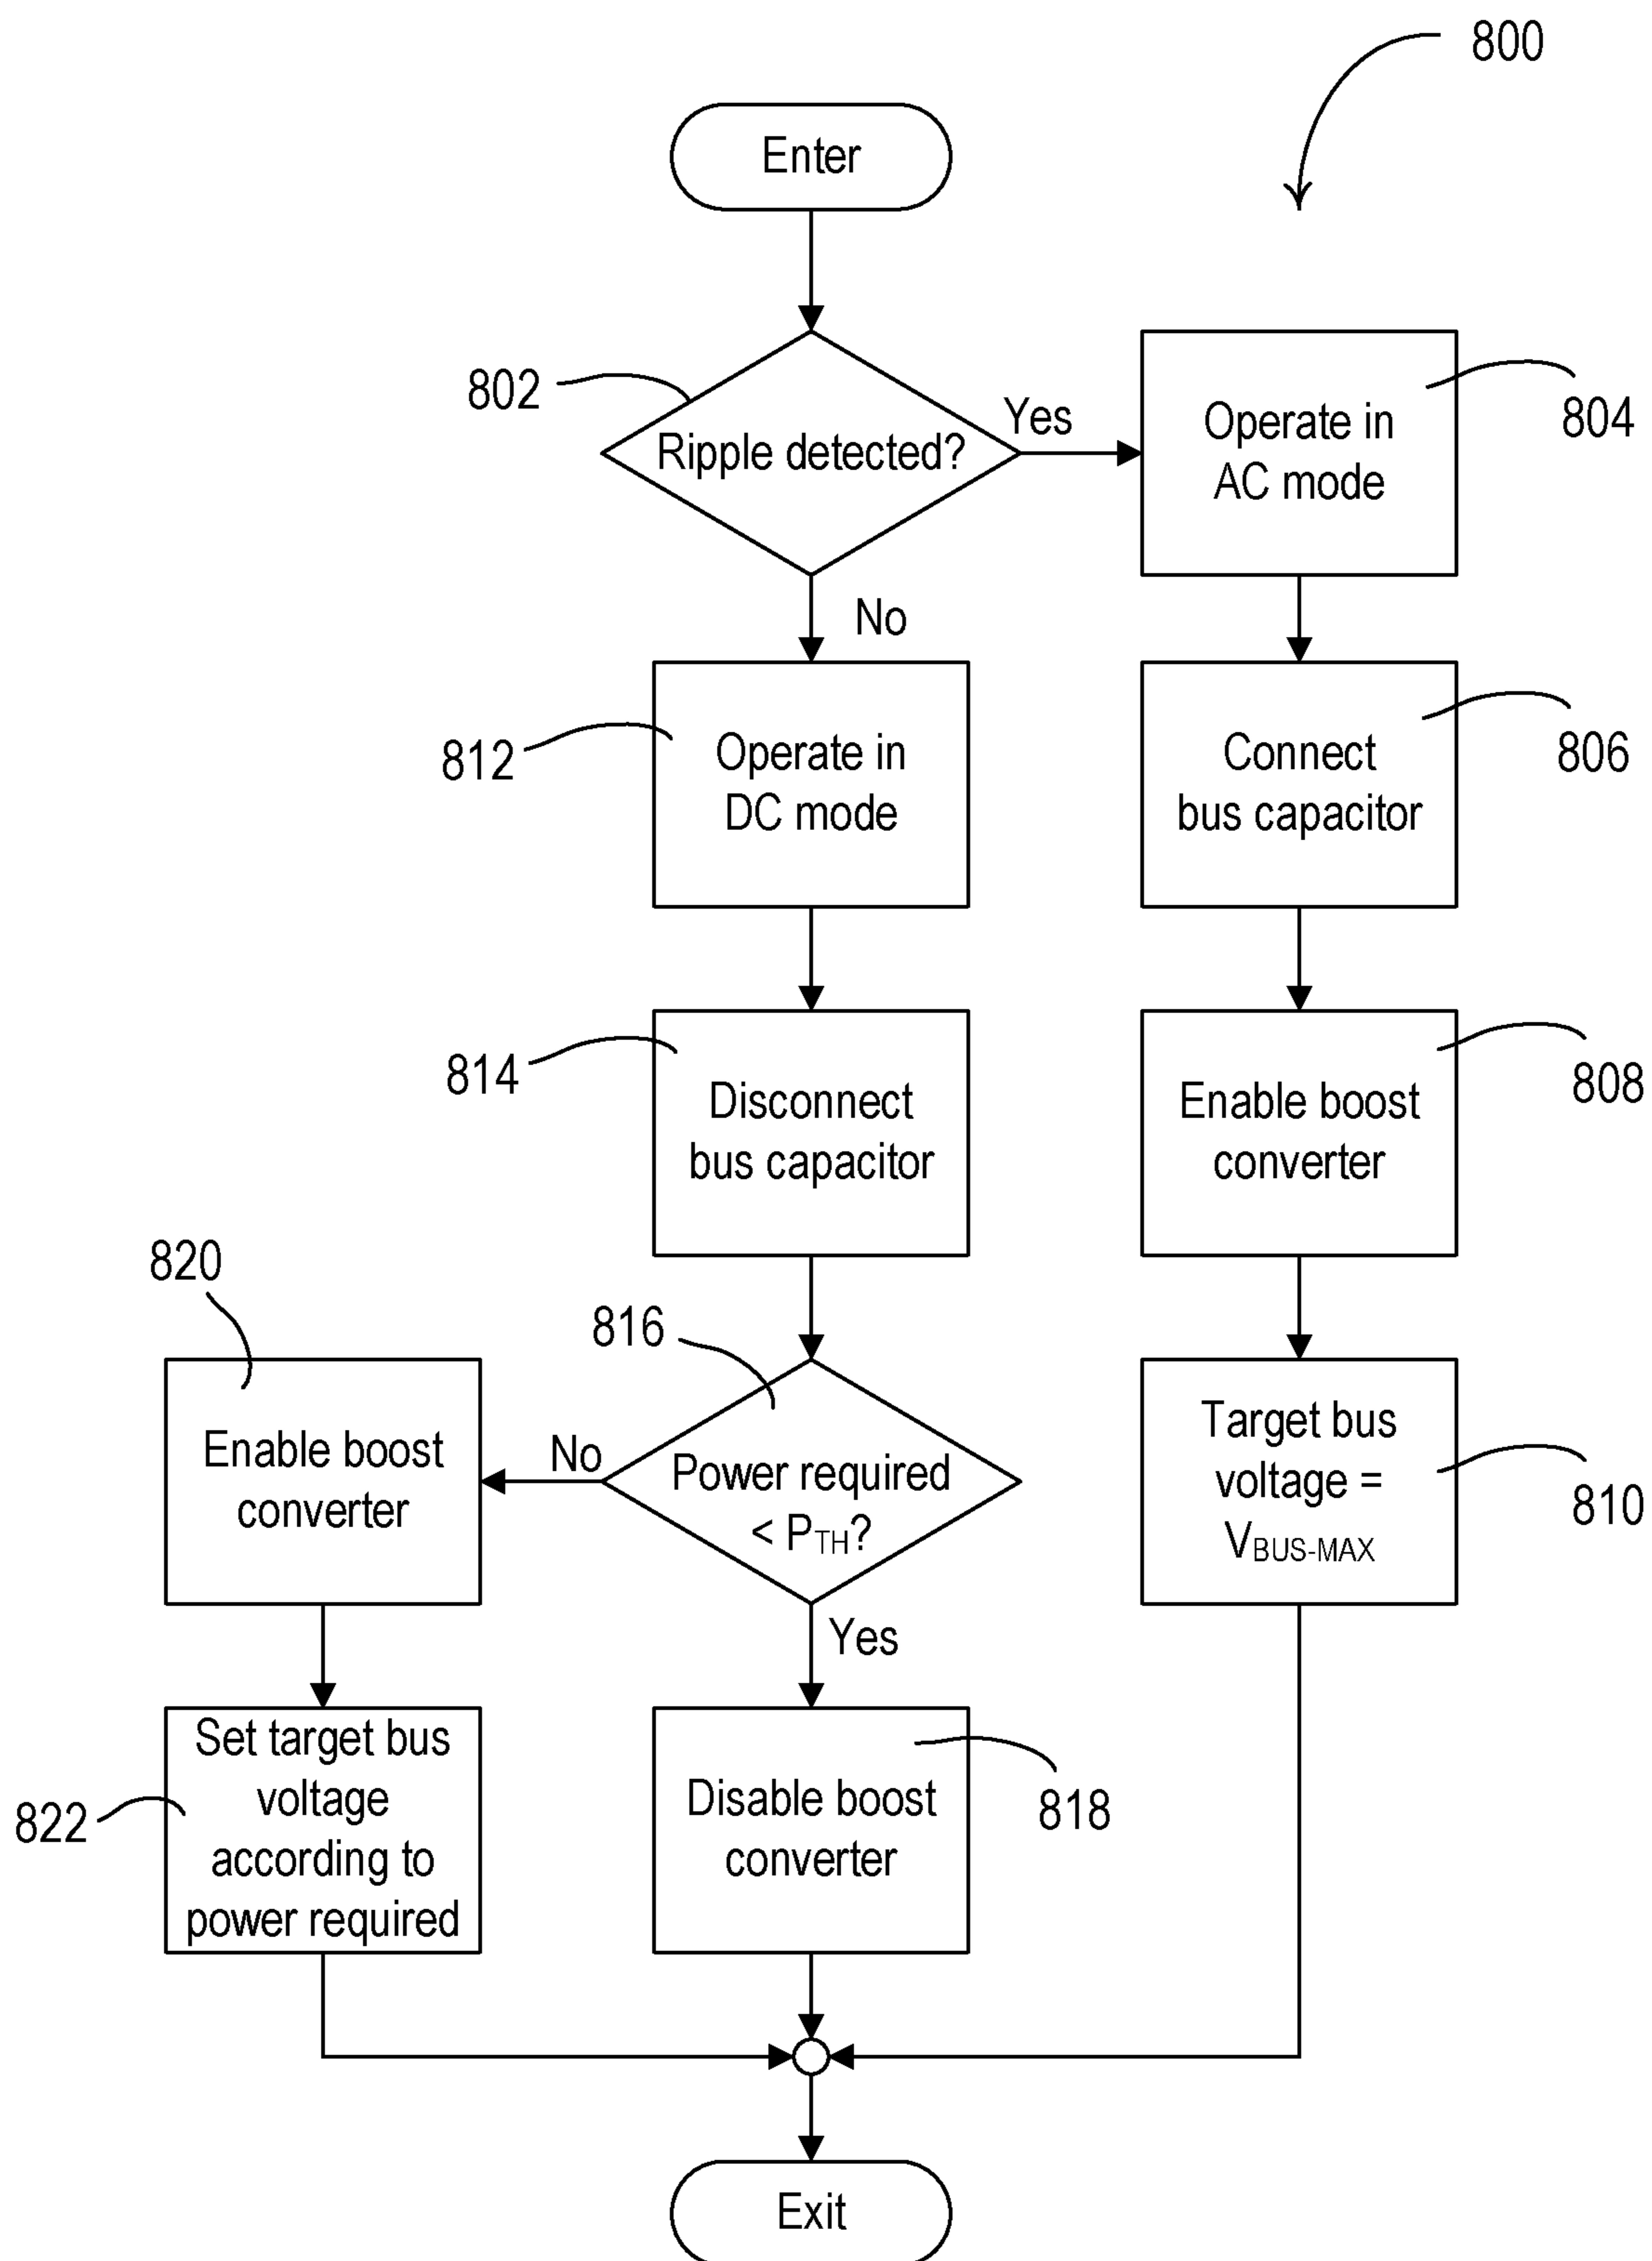 800
Enter
802
Ripple detected?
Yes
Operate in
AC mode
804
No
812
Operate in
DC mode
Connect
bus capacitor
806
814
Disconnect
bus capacitor
Enable boost
converter
808
820
816
Enable boost
converter
No
Power required
< PTH?
Target bus
voltage =
VBUS-MAX
810
Yes
822
Set target bus
voltage
according to
power required
Disable boost
converter
818
Exit